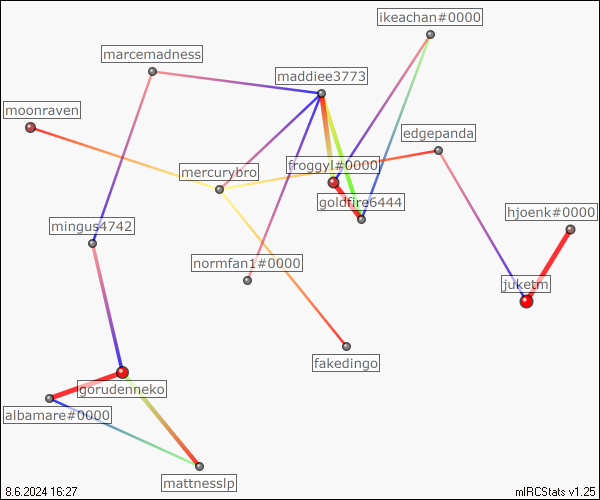 ikeachan#0000
marcemadness
maddiee3773
moonraven
edgepanda
froggyl#0000
mercurybro
goldfire6444
hjoenk#0000
mingus4742
normfan1#0000
juketm
fakedingo
gorudenneko
albamare#0000
mattnesslp
8.6.2024 16:27
mIRCStats v1.25